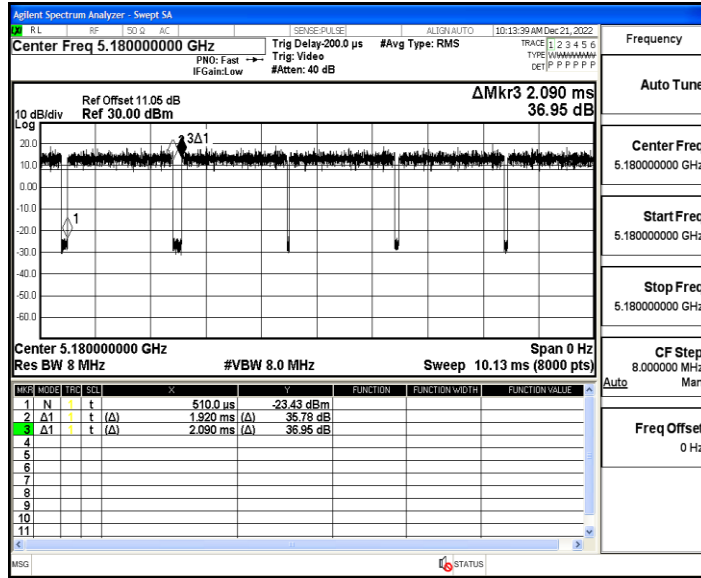 Agilent Spectrum Analyzer - Swept SA
RL RF 50 Ω AC SENSE:PULSE ALIGN AUTO 10:13:39 AM Dec 21, 2022
Center Freq 5.180000000 GHz
PNO: Fast
IFGain:Low
Trig Delay-200.0 µs
Trig: Video
#Atten: 40 dB
#Avg Type: RMS
TRACE 1 2 3 4 5 6
TYPE WWWWWW
DET P P P P P P
ΔMkr3 2.090 ms
36.95 dB
Ref Offset 11.05 dB
10 dB/div Ref 30.00 dBm
Log
20.0
10.0
0.00
-10.0
-20.0
-30.0
-40.0
-50.0
-60.0
3Δ1
1
Center 5.180000000 GHz Span 0 Hz
Res BW 8 MHz #VBW 8.0 MHz Sweep 10.13 ms (8000 pts)
MKR MODE TRC SCL X Y FUNCTION FUNCTION WIDTH FUNCTION VALUE
1 N 1 t 510.0 µs -23.43 dBm
2 Δ1 1 t (Δ) 1.920 ms (Δ) 35.78 dB
3 Δ1 1 t (Δ) 2.090 ms (Δ) 36.95 dB
4
5
6
7
8
9
10
11
MSG STATUS
Frequency
Auto Tune
Center Freq
5.180000000 GHz
Start Freq
5.180000000 GHz
Stop Freq
5.180000000 GHz
CF Step
8.000000 MHz
Auto Man
Freq Offset
0 Hz